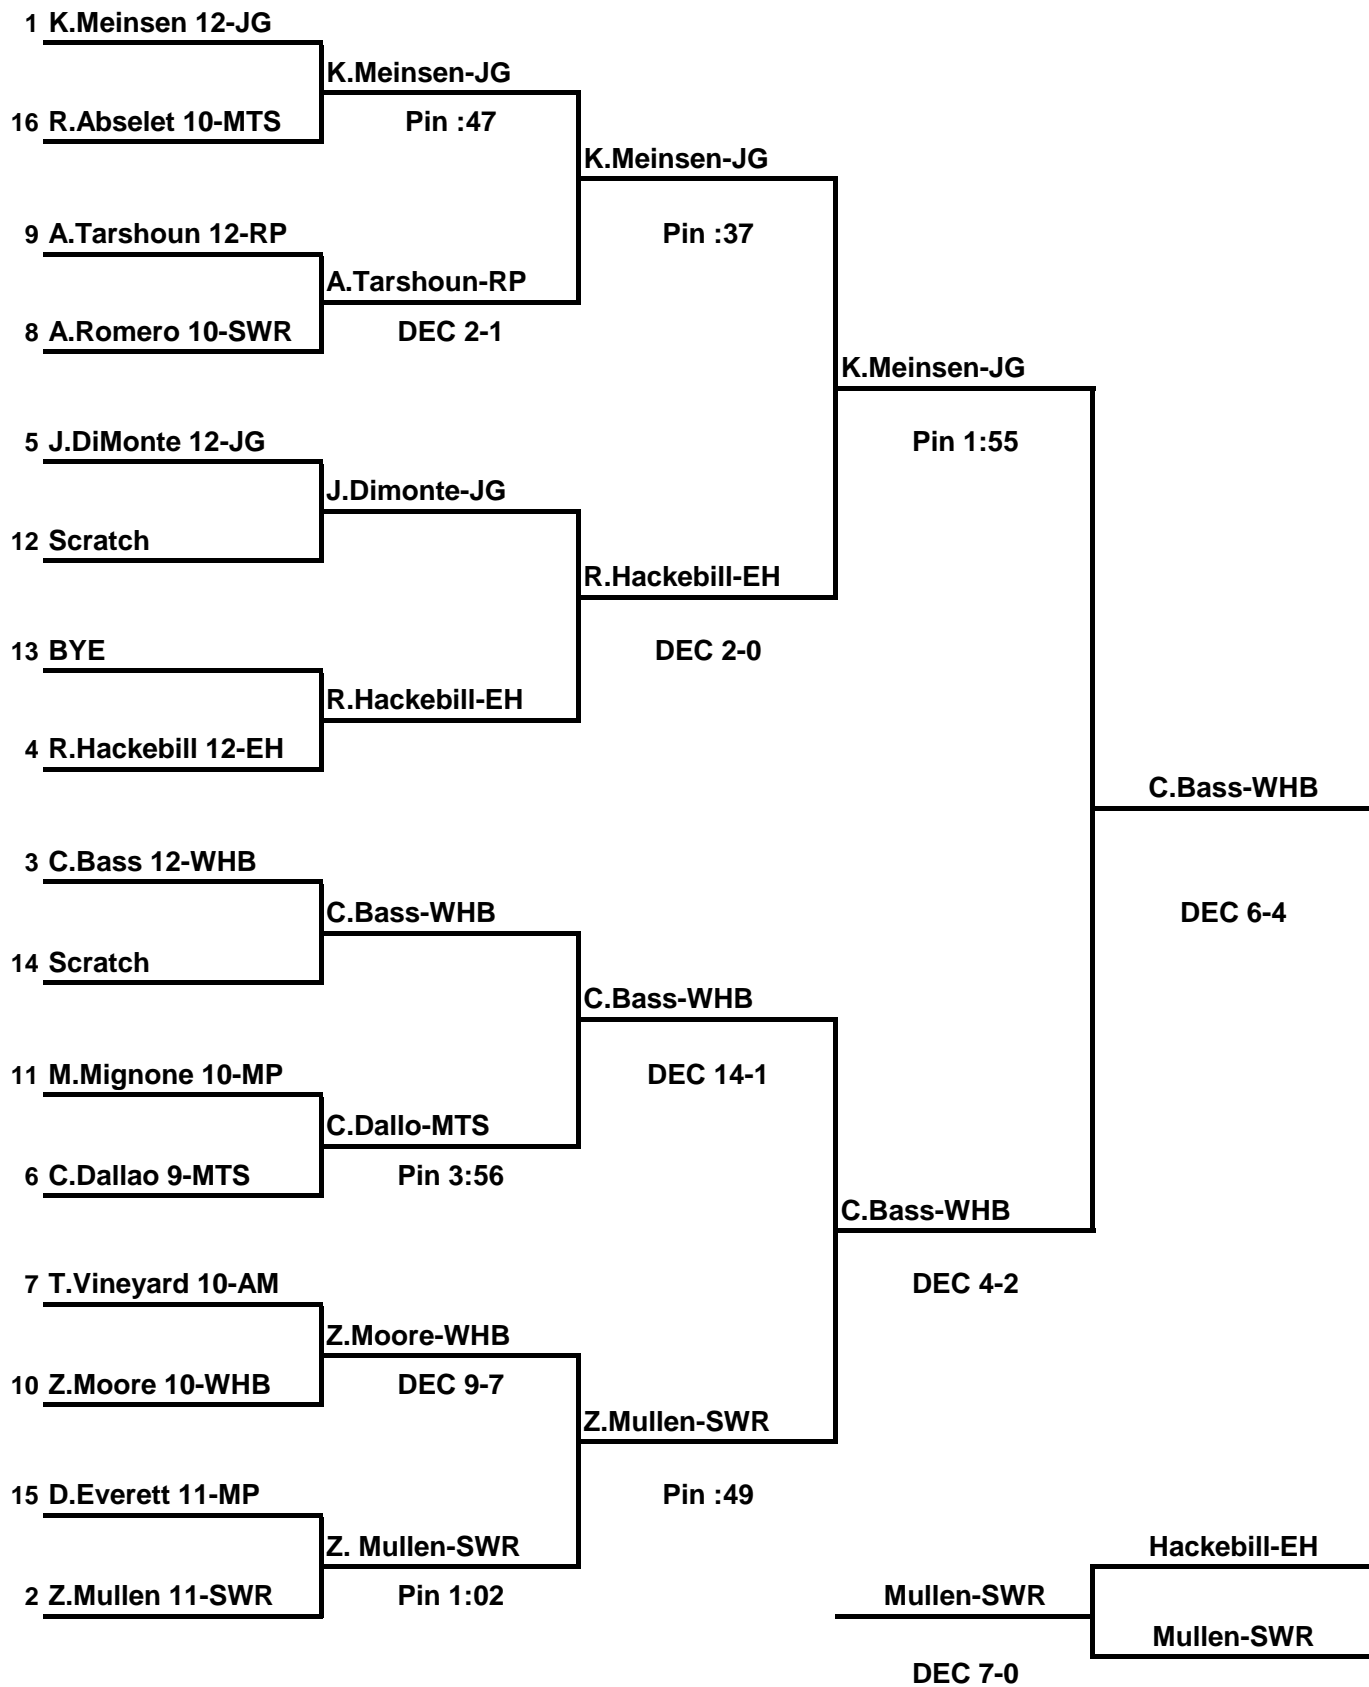 1 K.Meinsen 12-JG
K.Meinsen-JG
16 R.Abselet 10-MTS
Pin :47
K.Meinsen-JG
9 A.Tarshoun 12-RP
Pin :37
A.Tarshoun-RP
8 A.Romero 10-SWR
DEC 2-1
K.Meinsen-JG
5 J.DiMonte 12-JG
Pin 1:55
J.Dimonte-JG
12 Scratch
R.Hackebill-EH
13 BYE
DEC 2-0
R.Hackebill-EH
4 R.Hackebill 12-EH
C.Bass-WHB
3 C.Bass 12-WHB
C.Bass-WHB
DEC 6-4
14 Scratch
C.Bass-WHB
11 M.Mignone 10-MP
DEC 14-1
C.Dallo-MTS
6 C.Dallao 9-MTS
Pin 3:56
C.Bass-WHB
7 T.Vineyard 10-AM
DEC 4-2
Z.Moore-WHB
10 Z.Moore 10-WHB
DEC 9-7
Z.Mullen-SWR
15 D.Everett 11-MP
Pin :49
Z. Mullen-SWR
Hackebill-EH
2 Z.Mullen 11-SWR
Pin 1:02
Mullen-SWR
Mullen-SWR
DEC 7-0